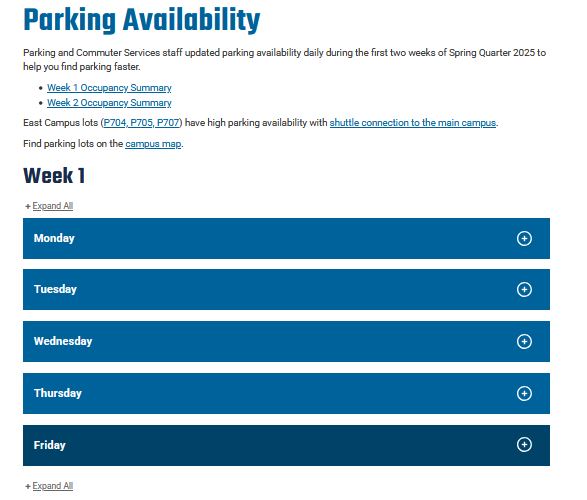 Parking Availability
Parking and Commuter Services staff updated parking availability daily during the first two weeks of Spring Quarter 2025 to
help you find parking faster.
• Week 1 Occupancy Summary
• Week 2 Occupancy Summary
East Campus lots (P704, P705, P707) have high parking availability with shuttle connection to the main campus.
Find parking lots on the campus map.
Week 1
+ Expand All
Monday
Tuesday
Wednesday
Thursday
Friday
+ Expand All